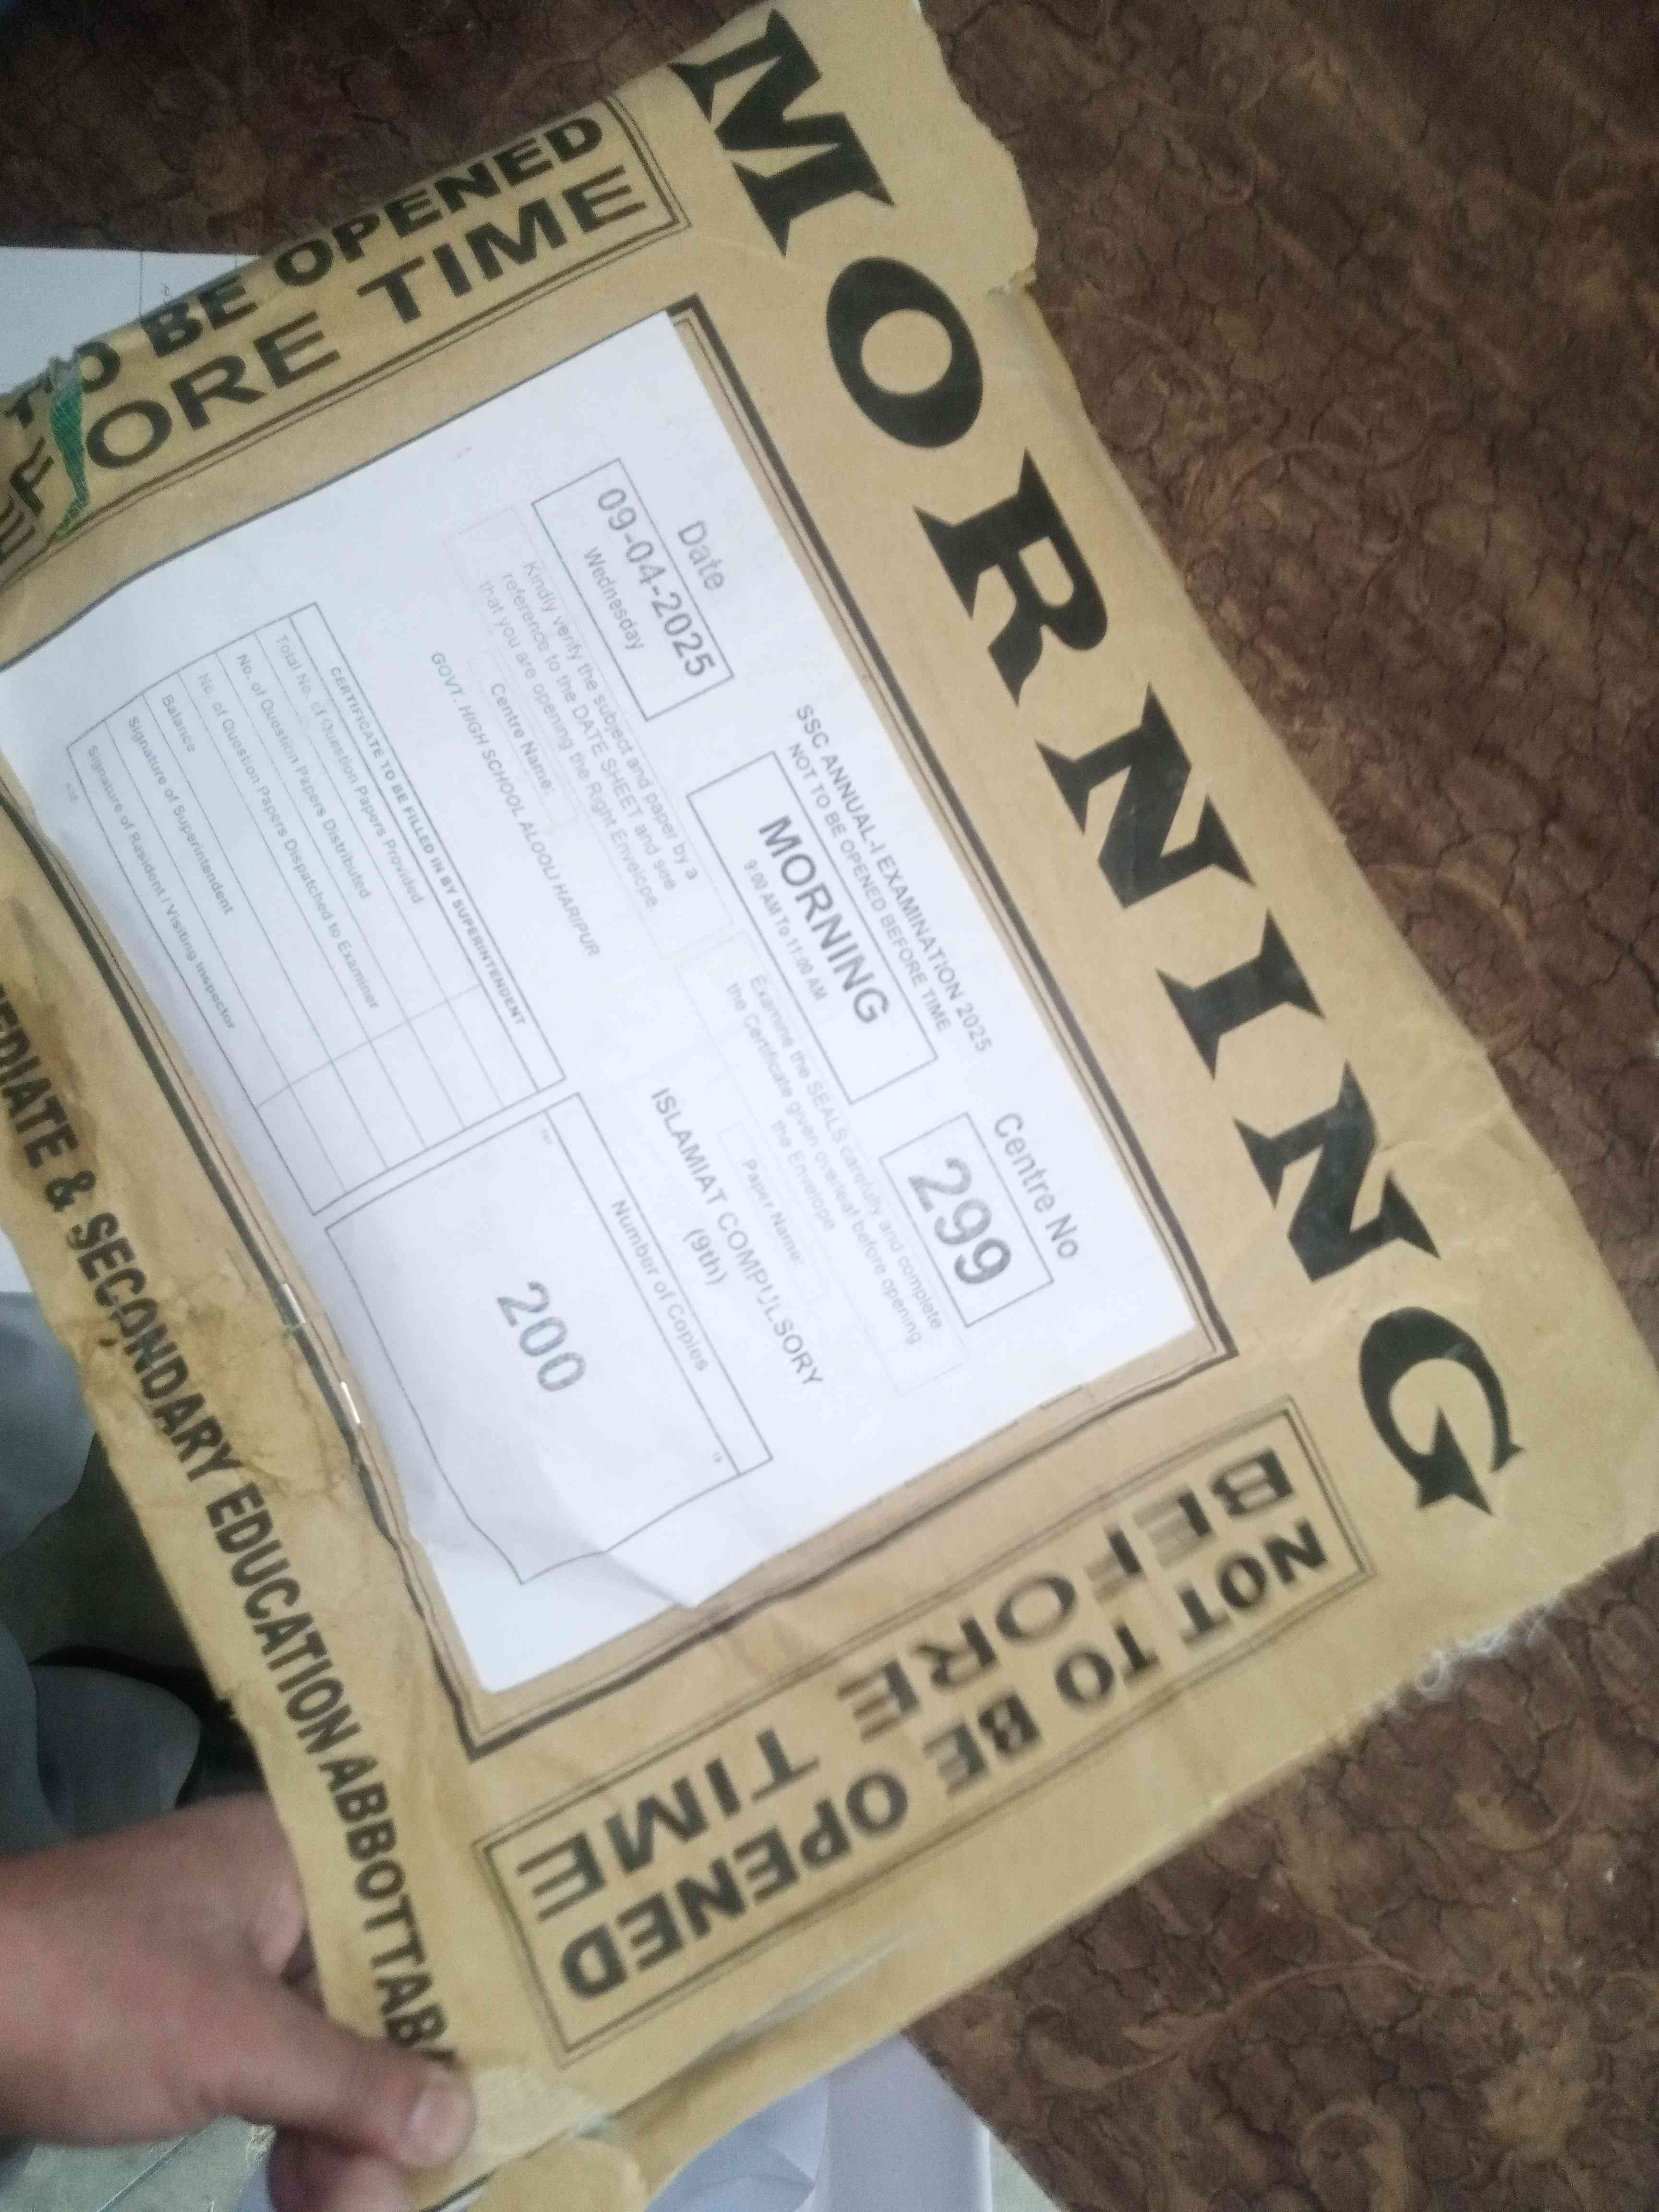 MORNING
TO BE OPENED
BEFORE TIME
SSC ANNUAL-I EXAMINATION 2025
NOT TO BE OPENED BEFORE TIME
Date
09-04-2025
Wednesday
MORNING
9:00 AM To 11:00 AM
Centre No
299
Kindly verify the subject and paper by a
reference to the DATE SHEET and see
that you are opening the Right Envelope
Examine the SEALS carefully and complete
the Certificate given overleaf before opening
the Envelope
Centre Name:
GOVT. HIGH SCHOOL ALOOLI HARIPUR
Paper Name:
ISLAMIAT COMPULSORY
(9th)
CERTIFICATE TO BE FILLED IN BY SUPERINTENDENT
Total No. of Question Papers Provided
No. of Question Papers Distributed
No. of Question Papers Dispatched to Examiner
Balance
Signature of Superintendent
Signature of Resident / Visiting Inspector
Number of Copies
200
NOT TO BE OPENED
BEFORE TIME
EDIATE & SECONDARY EDUCATION ABBOTTAB